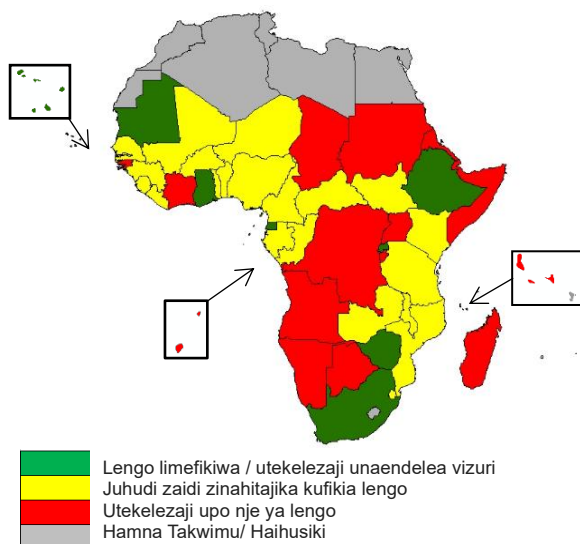 Lengo limefikiwa / utekelezaji unaendelea vizuri
Juhudi zaidi zinahitajika kufikia lengo
Utekelezaji upo nje ya lengo
Hamna Takwimu/ Haihusiki